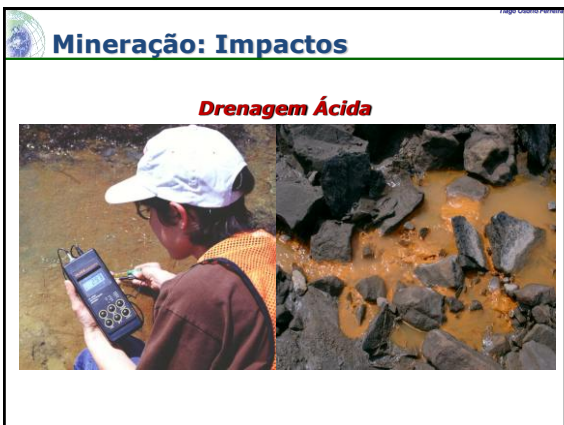 Tiago Osório Ferreira
Mineração: Impactos
Drenagem Ácida